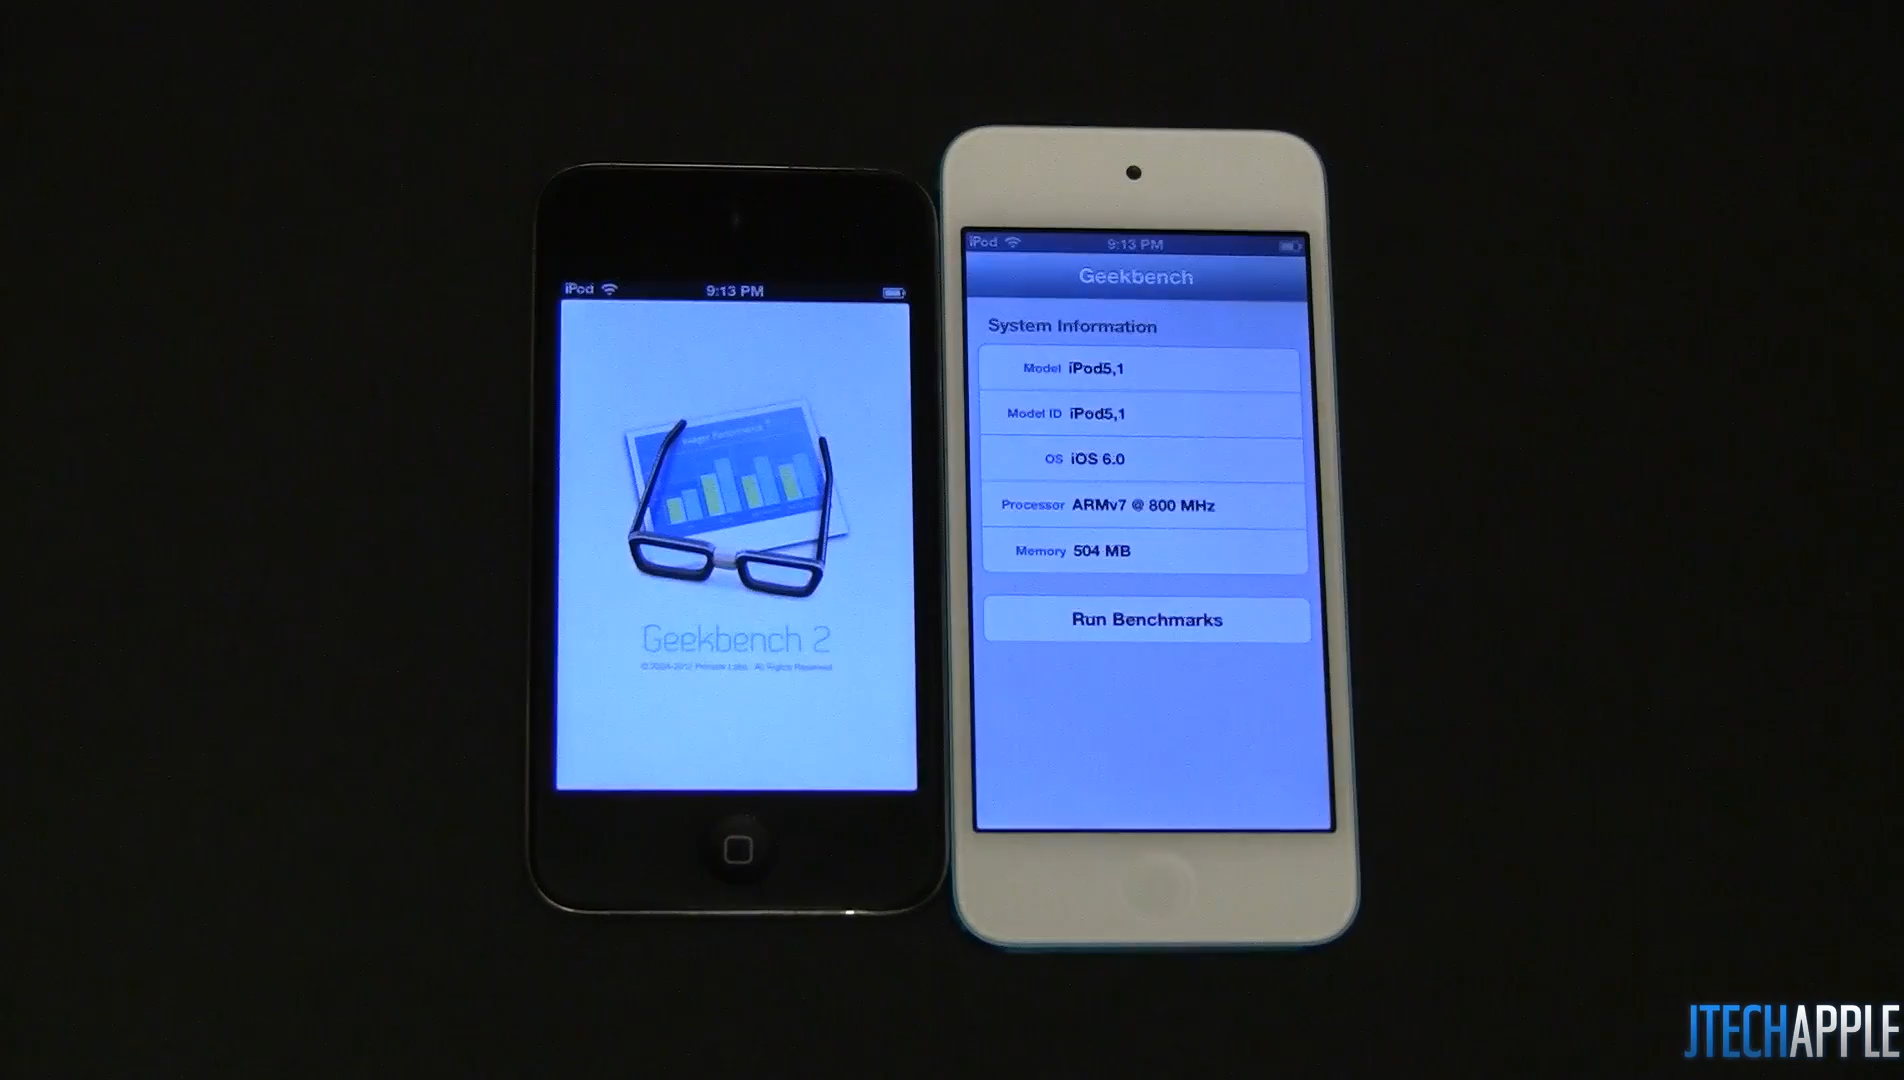 iPod
9:13 PM
Geekbench 2
iPod
9:13 PM
Geekbench
System Information
Model iPod5,1
Model ID iPod5,1
OS iOS 6.0
Processor ARMv7 @ 800 MHz
Memory 504 MB
Run Benchmarks
JTECHAPPLE